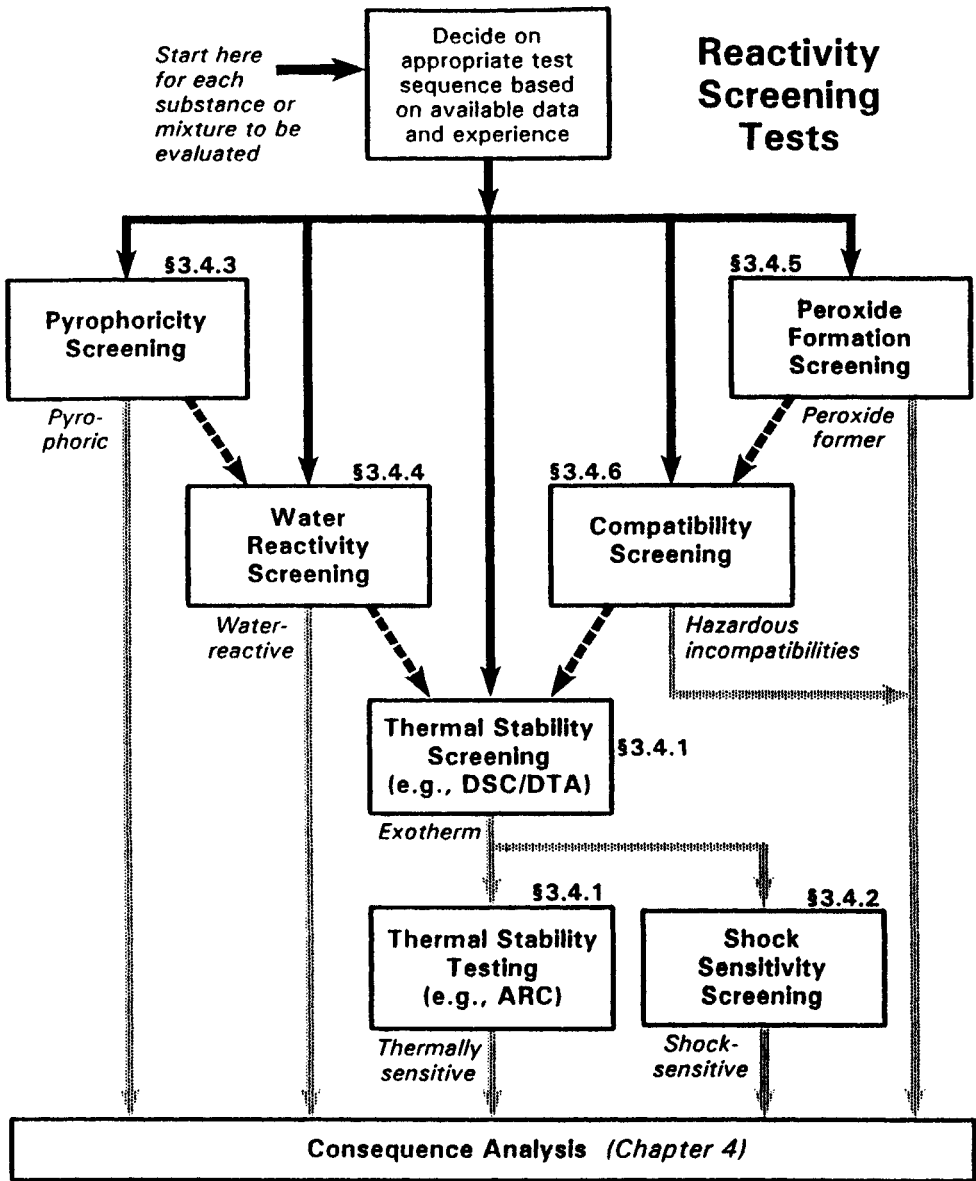 Start here
for each
substance or
mixture to be
evaluated
Decide on
appropriate test
sequence based
on available data
and experience
Reactivity
Screening
Tests
§3.4.3
Pyrophoricity
Screening
Pyro-
phoric
§3.4.5
Peroxide
Formation
Screening
Peroxide
former
§3.4.4
Water
Reactivity
Screening
Water-
reactive
§3.4.6
Compatibility
Screening
Hazardous
incompatibilities
Thermal Stability
Screening
(e.g., DSC/DTA)
§3.4.1
Exotherm
§3.4.1
Thermal Stability
Testing
(e.g., ARC)
Thermally
sensitive
§3.4.2
Shock
Sensitivity
Screening
Shock-
sensitive
Consequence Analysis (Chapter 4)